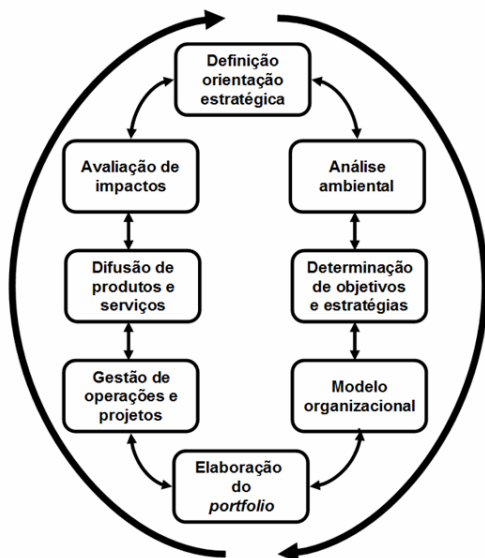 Definição
orientação
estratégica
Avaliação de
impactos
Análise
ambiental
Difusão de
produtos e
serviços
Determinação
de objetivos
e estratégias
Gestão de
operações e
projetos
Modelo
organizacional
Elaboração
do
portfolio